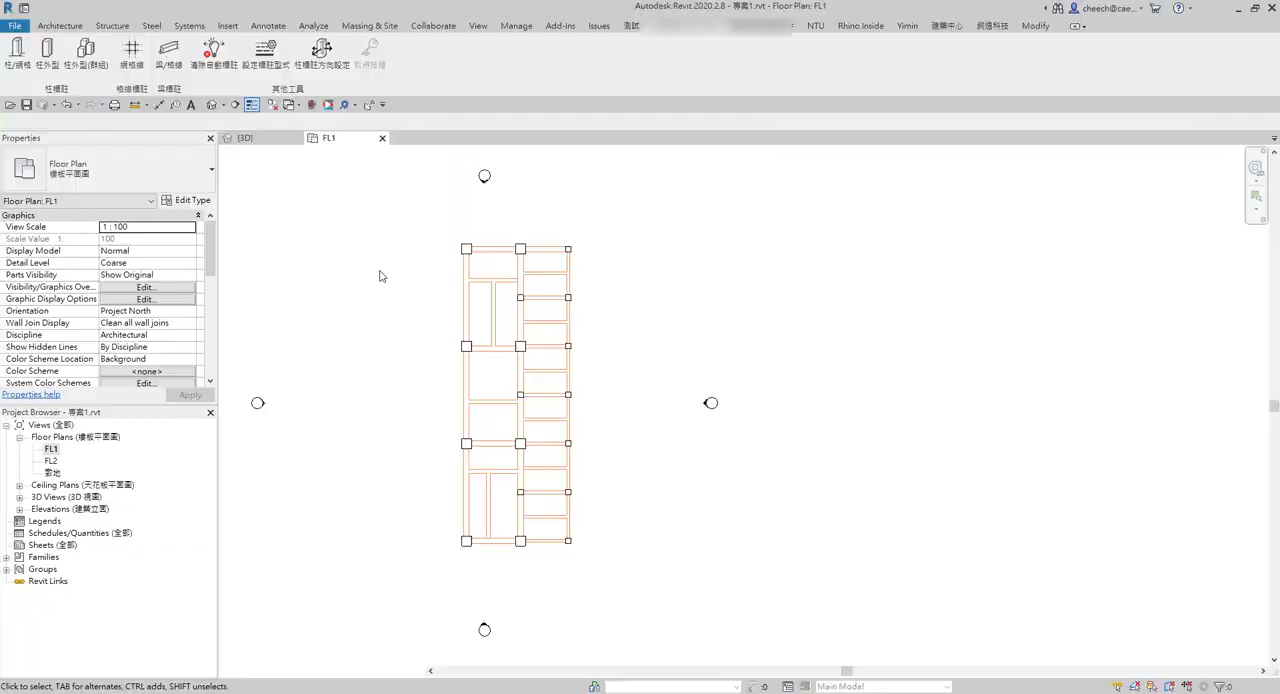 Autodesk Revit 2020.2.8 - 專案1.rvt - Floor Plan: FL1
cheech@cae...
File Architecture Structure Steel Systems Insert Annotate Analyze Massing & Site Collaborate View Manage Add-Ins Issues 測試 NTU Rhino.Inside Yimin 建築中心
柱/網格 柱外型 柱外型(群組) 網格線 梁/格線 清除自動標註 設定標註型式 柱標註方向設定
柱標註 格線標註 梁標註 其他工具
Properties
{3D}
FL1
Floor Plan
樓板平面圖
Floor Plan: FL1
Edit Type
Graphics
View Scale 1 : 100
Scale Value 1: 100
Display Model Normal
Detail Level Coarse
Parts Visibility Show Original
Visibility/Graphics Ove... Edit...
Graphic Display Options Edit...
Orientation Project North
Wall Join Display Clean all wall joins
Discipline Architectural
Show Hidden Lines By Discipline
Color Scheme Location Background
Color Scheme <none>
System Color Schemes Edit...
Properties help
Apply
Project Browser - 專案1.rvt
Views (全部)
Floor Plans (樓板平面圖)
FL1
FL2
敷地
Ceiling Plans (天花板平面圖)
3D Views (3D 視圖)
Elevations (建築立面)
Legends
Schedules/Quantities (全部)
Sheets (全部)
Families
Groups
Revit Links
Click to select, TAB for alternates, CTRL adds, SHIFT unselects.
:0
Main Model
:0